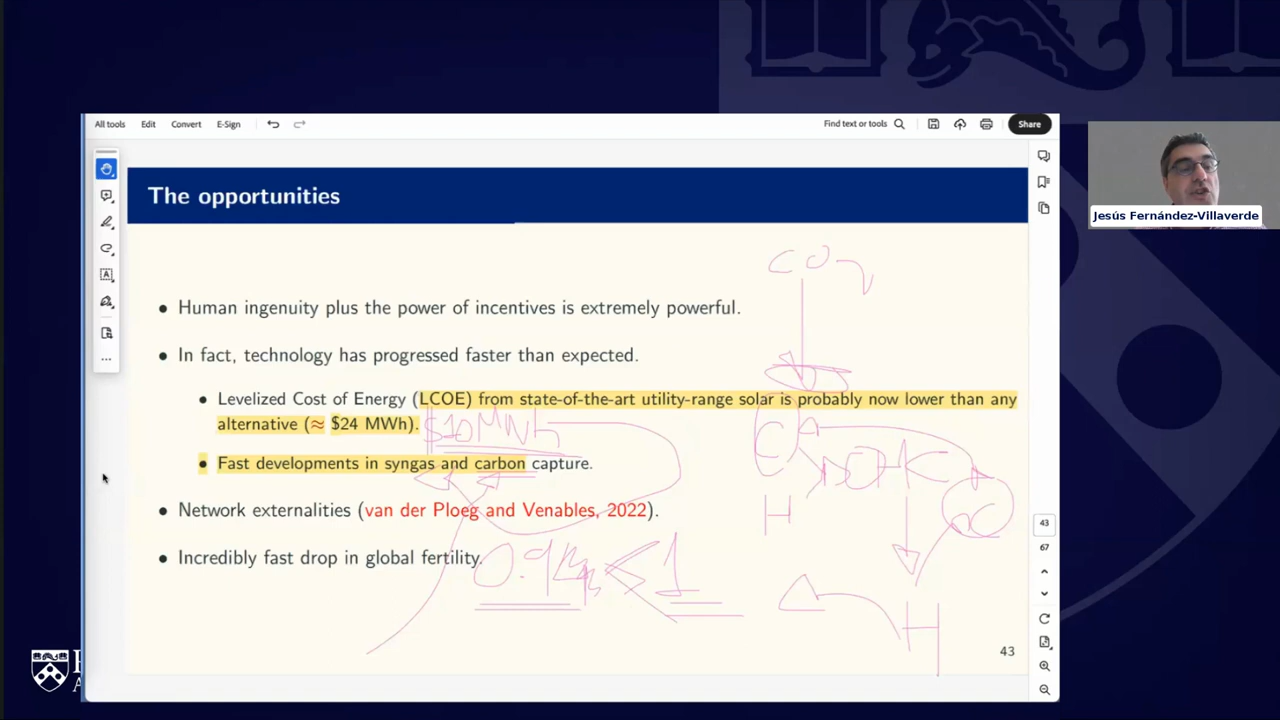 All tools Edit Convert E-Sign Find text or tools Share
Jesús Fernández-Villaverde
The opportunities
CO2
• Human ingenuity plus the power of incentives is extremely powerful.
• In fact, technology has progressed faster than expected.
• Levelized Cost of Energy (LCOE) from state-of-the-art utility-range solar is probably now lower than any
alternative (≈ $24 MWh).
$10 MWh
C
• Fast developments in syngas and carbon capture.
• Network externalities (van der Ploeg and Venables, 2022).
H
• Incredibly fast drop in global fertility.
< 1
H
43
67
43